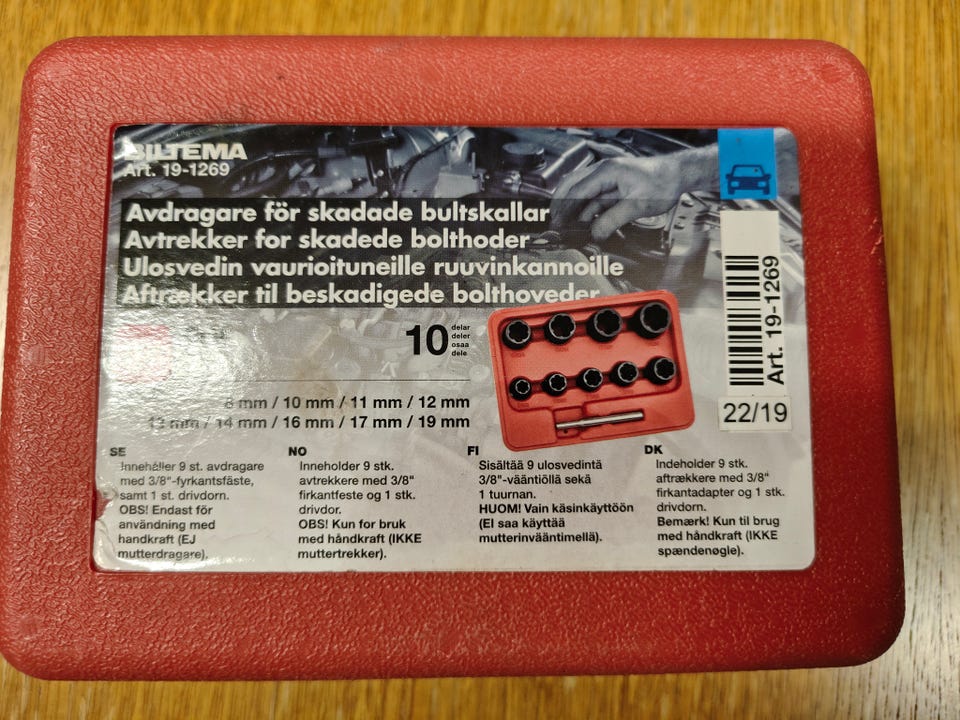 BILTEMA
Art. 19-1269
Avdragare för skadade bultskallar
Avtrekker for skadede bolthoder
Ulosvedin vaurioituneille ruuvinkannoille
Aftrækker til beskadigede bolthoveder
10
delar
deler
osaa
dele
8 mm / 10 mm / 11 mm / 12 mm
13 mm / 14 mm / 16 mm / 17 mm / 19 mm
Art. 19-1269
22/19
SE
Innehåller 9 st. avdragare
med 3/8"-fyrkantsfäste,
samt 1 st. drivdorn.
OBS! Endast för
användning med
handkraft (EJ
mutterdragare).
NO
Inneholder 9 stk.
avtrekkere med 3/8"
firkantfeste og 1 stk.
drivdor.
OBS! Kun for bruk
med håndkraft (IKKE
muttertrekker).
FI
Sisältää 9 ulosvedintä
3/8"-vääntiöllä sekä
1 tuurnan.
HUOM! Vain käsinkäyttöön
(EI saa käyttää
mutterinvääntimellä).
DK
Indeholder 9 stk.
aftrækkere med 3/8"
firkantadapter og 1 stk.
drivdorn.
Bemærk! Kun til brug
med håndkraft (IKKE
spændenøgle).